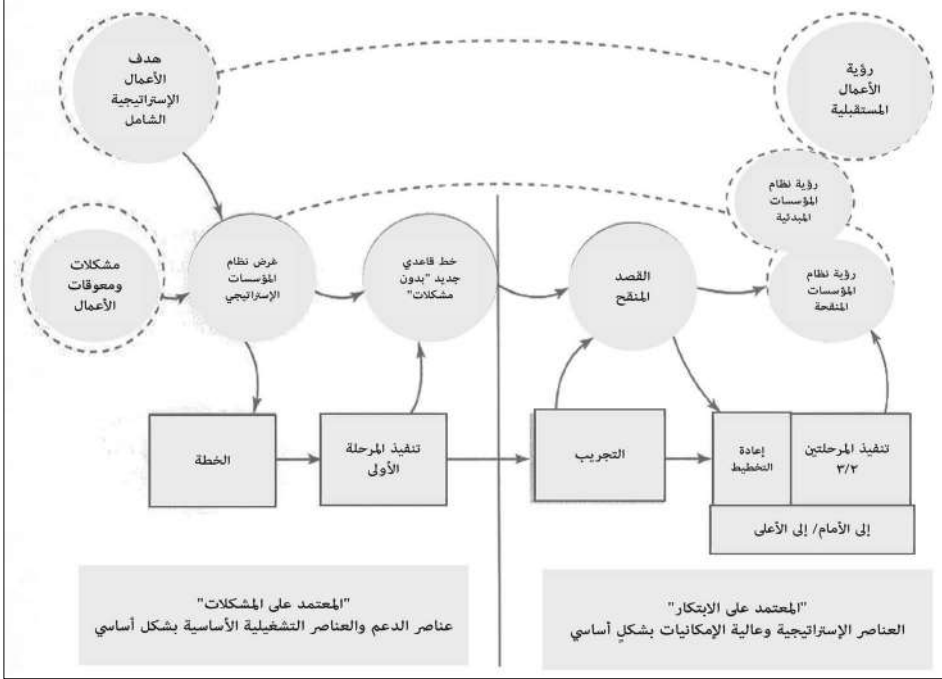 هدف
الأعمال
الإستراتيجية
الشامل
رؤية
الأعمال
المستقبلية
رؤية نظام
المؤسسات
المبدئية
مشكلات
ومعوقات
الأعمال
غرض نظام
المؤسسات
الإستراتيجي
خط قاعدي
جديد "بدون
مشكلات"
القصد
المنقح
رؤية نظام
المؤسسات
المنقحة
الخطة
تنفيذ المرحلة
الأولى
التجريب
إعادة
التخطيط
تنفيذ المرحلتين
٣/٢
إلى الأمام/ إلى الأعلى
"المعتمد على المشكلات"
عناصر الدعم والعناصر التشغيلية الأساسية بشكل أساسي
"المعتمد على الابتكار"
العناصر الإستراتيجية وعالية الإمكانيات بشكلٍ أساسي